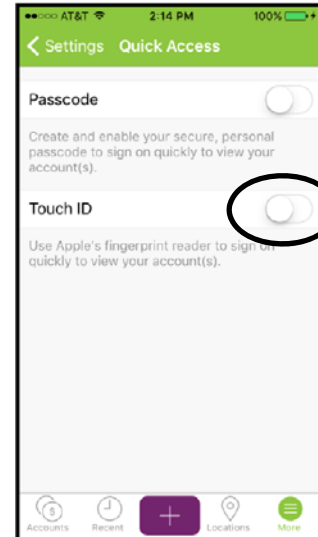 AT&T 2:14 PM 100%
Settings Quick Access
Passcode
Create and enable your secure, personal
passcode to sign on quickly to view your
account(s).
Touch ID
Use Apple's fingerprint reader to sign on
quickly to view your account(s).
Accounts Recent Locations More